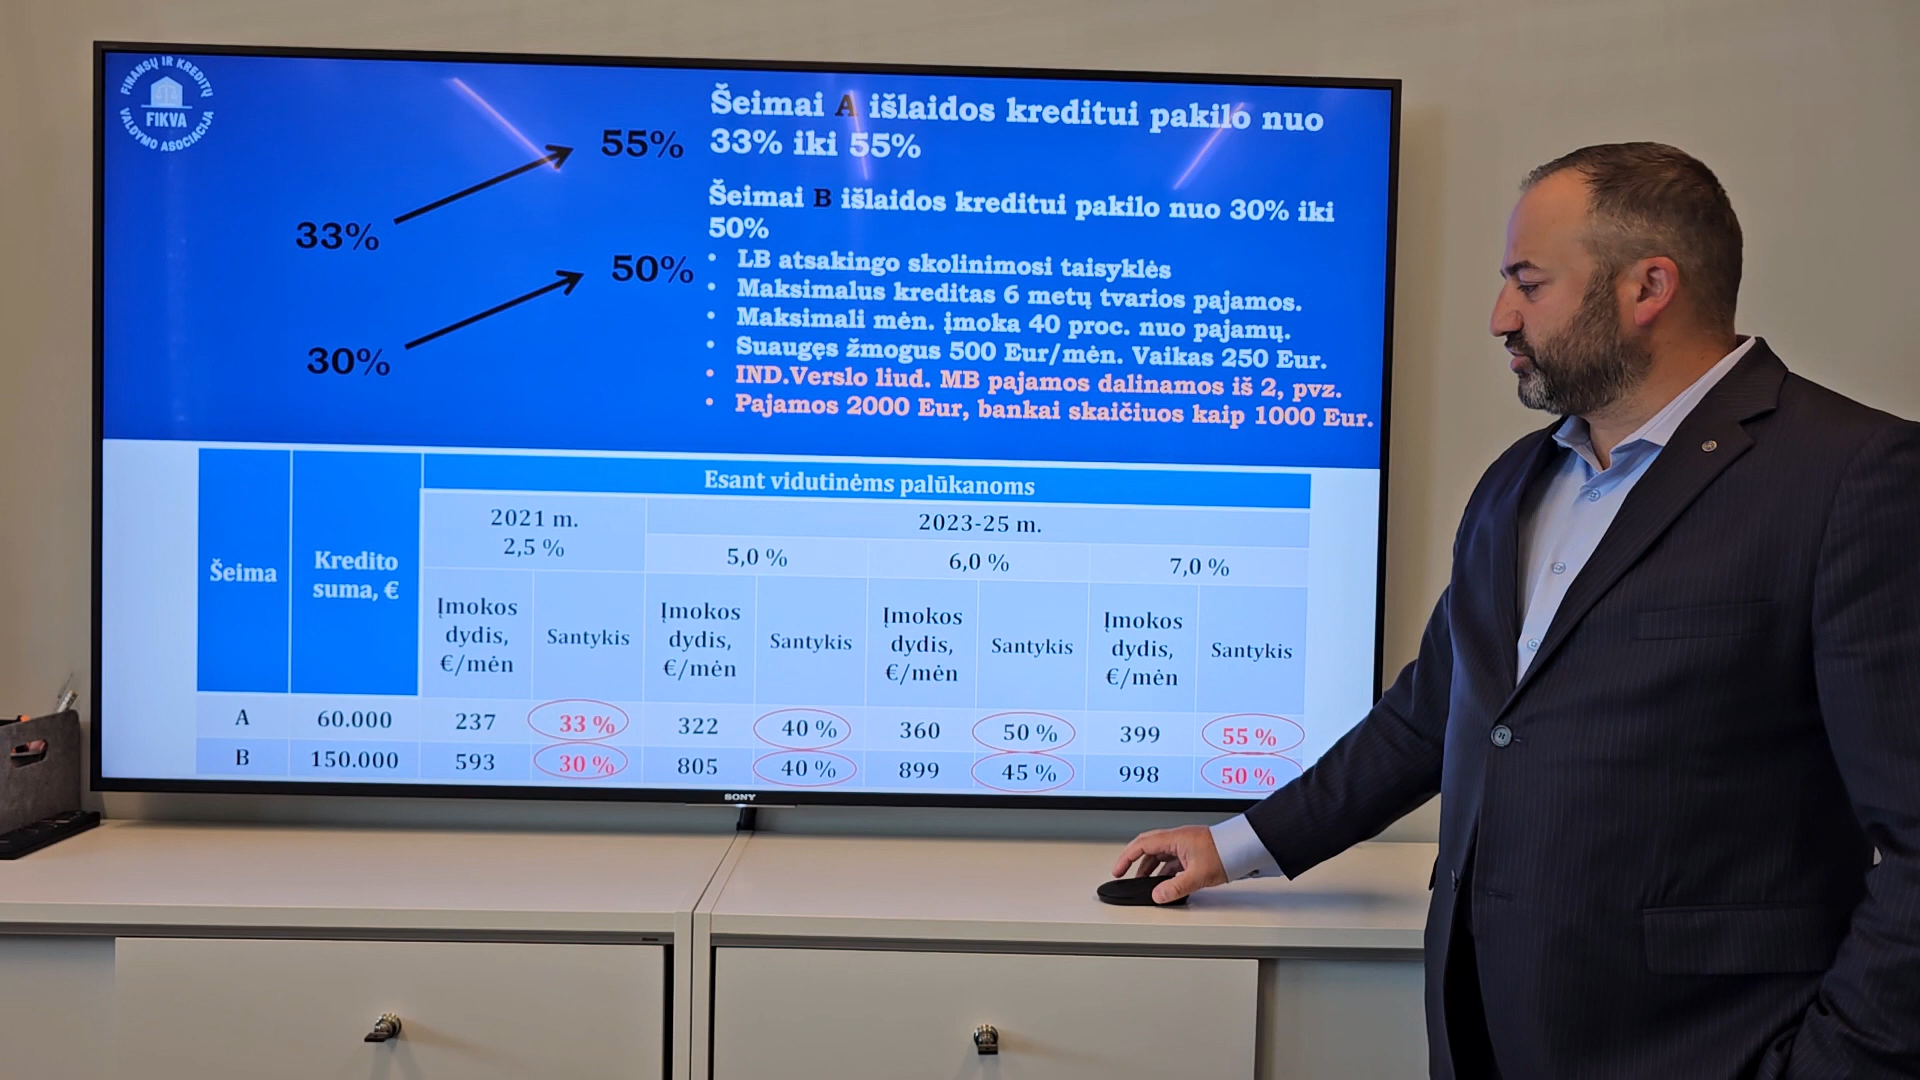 FINANSŲ IR KREDITŲ
FIKVA
VALDYMO ASOCIACIJA
55%
33%
50%
30%
Šeimai A išlaidos kreditui pakilo nuo
33% iki 55%
Šeimai B išlaidos kreditui pakilo nuo 30% iki
50%
• LB atsakingo skolinimosi taisyklės
• Maksimalus kreditas 6 metų tvarios pajamos.
• Maksimali mėn. įmoka 40 proc. nuo pajamų.
• Suaugęs žmogus 500 Eur/mėn. Vaikas 250 Eur.
• IND.Verslo liud. MB pajamos dalinamos iš 2, pvz.
• Pajamos 2000 Eur, bankai skaičiuos kaip 1000 Eur.
Šeima
Kredito
suma, €
Esant vidutinėms palūkanoms
2021 m.
2,5 %
2023-25 m.
5,0 % 6,0 % 7,0 %
Įmokos
dydis,
€/mėn
Santykis
Įmokos
dydis,
€/mėn
Santykis
Įmokos
dydis,
€/mėn
Santykis
Įmokos
dydis,
€/mėn
Santykis
A 60.000 237 33 % 322 40 % 360 50 % 399 55 %
B 150.000 593 30 % 805 40 % 899 45 % 998 50 %
SONY